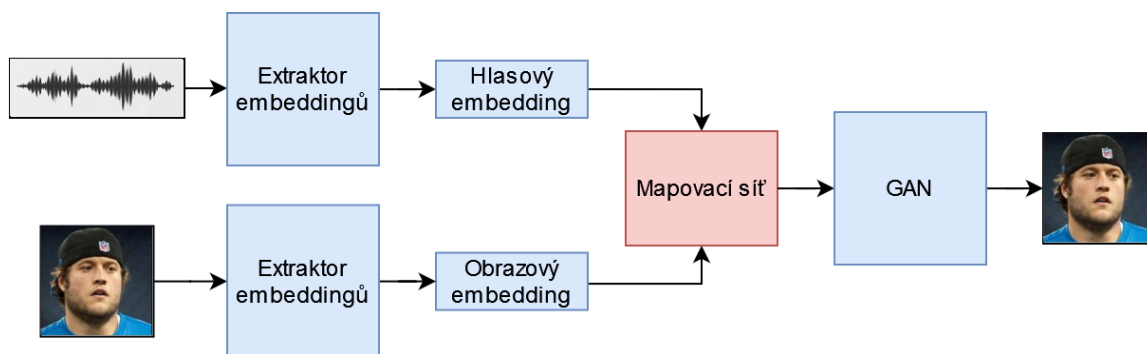 Extraktor
embeddingů
Hlasový
embedding
Mapovací síť
GAN
Extraktor
embeddingů
Obrazový
embedding